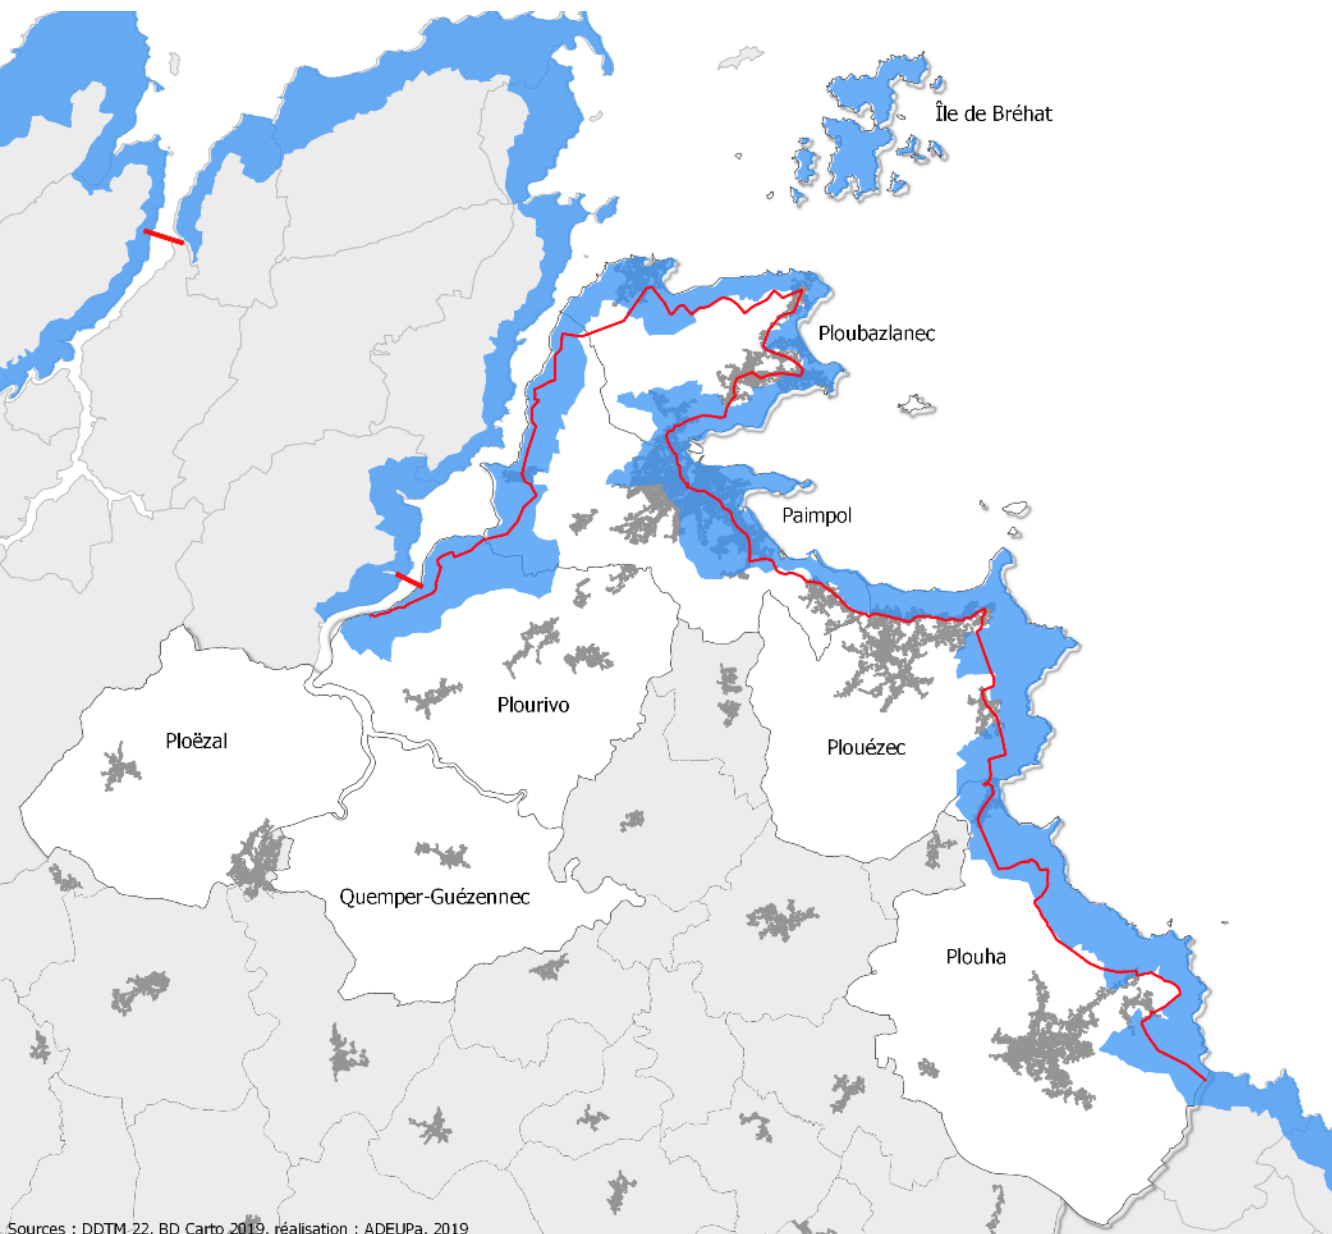 Île de Bréhat
Ploubazlanec
Paimpol
Plourivo
Ploëzal
Plouézec
Quemper-Guézennec
Plouha
Sources : DDTM 22, BD Carto 2019, réalisation : ADEUPa, 2019